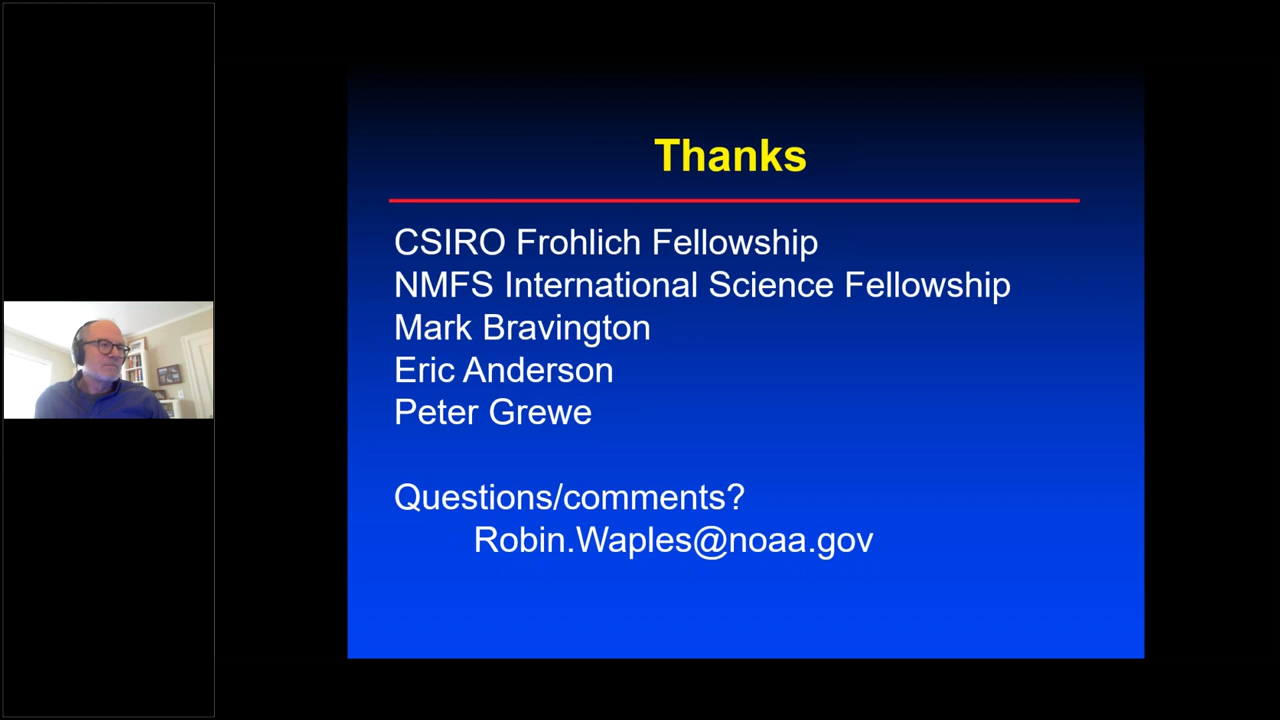 Thanks
CSIRO Frohlich Fellowship
NMFS International Science Fellowship
Mark Bravington
Eric Anderson
Peter Grewe
Questions/comments?
Robin.Waples@noaa.gov